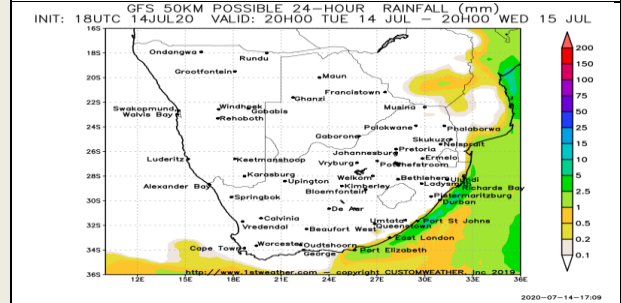 GFS 50KM POSSIBLE 24-HOUR RAINFALL (mm)
INIT: 18UTC 14JUL20 VALID: 20H00 TUE 14 JUL - 20H00 WED 15 JUL
16S
Ondangwa
Rundu
200
18S
Grootfontein
150
Maun
20S
100
Francistown
Ghanzi
75
22S
Windhoek
Gobabis
Musina
Swakopmund
Walvis Bay
50
Rehoboth
24S
Polokwane
Phalaborwa
25
Gaborone
Skukuza
15
26S
Johannesburg
Pretoria
Nelspruit
Luderitz
Keetmanshoop
Vryburg
Potchefstroom
Ermelo
10
28S
Karasburg
Upington
Welkom
Bethlehem
Ulundi
5
Alexander Bay
Kimberley
Ladysmith
Richards Bay
2.5
Springbok
Bloemfontein
Pietermaritzburg
30S
Durban
1
De Aar
Calvinia
Umtata
Port St Johns
0.5
32S
Vredendal
Beaufort West
Queenstown
0.2
East London
34S
Cape Town
Worcester
Oudtshoorn
Port Elizabeth
0.1
George
36S
http://www.1stweather.com - copyright CUSTOMWEATHER, Inc 2019
12E 15E 18E 21E 24E 27E 30E 33E 36E
2020-07-14-17:09